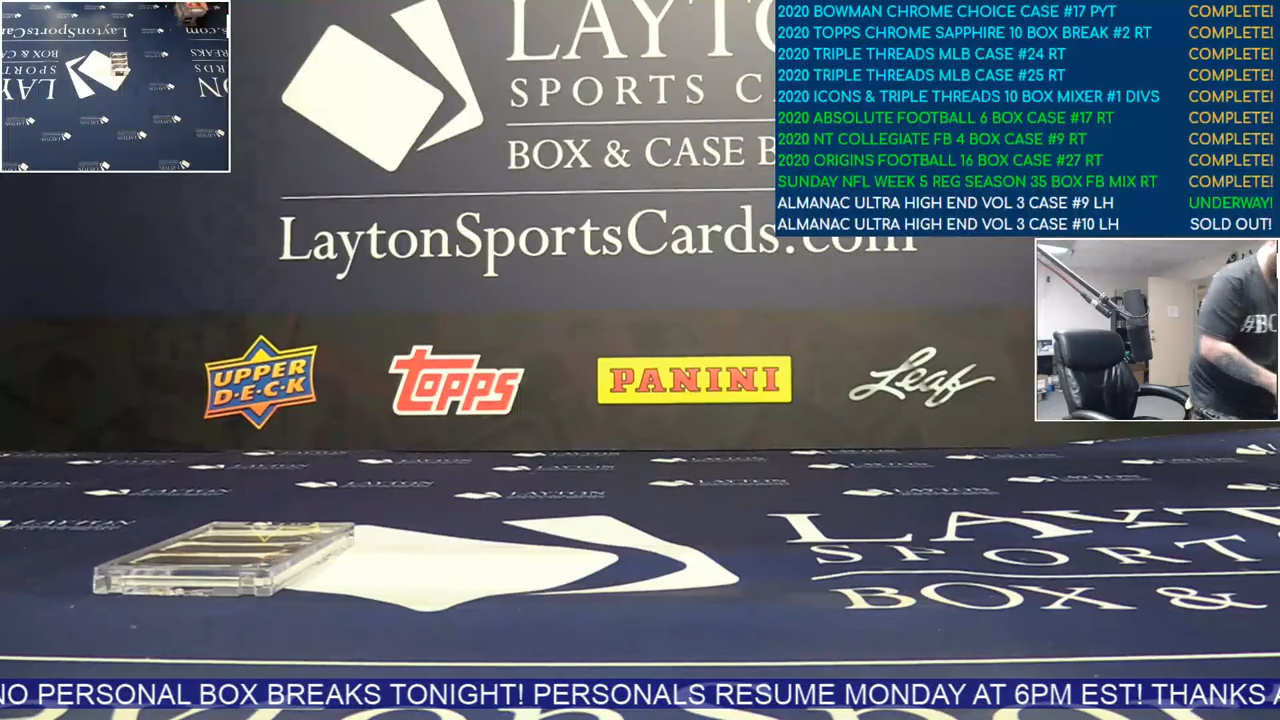 2020 BOWMAN CHROME CHOICE CASE #17 PYT COMPLETE!
2020 TOPPS CHROME SAPPHIRE 10 BOX BREAK #2 RT COMPLETE!
2020 TRIPLE THREADS MLB CASE #24 RT COMPLETE!
2020 TRIPLE THREADS MLB CASE #25 RT COMPLETE!
2020 ICONS & TRIPLE THREADS 10 BOX MIXER #1 DIVS COMPLETE!
2020 ABSOLUTE FOOTBALL 6 BOX CASE #17 RT COMPLETE!
2020 NT COLLEGIATE FB 4 BOX CASE #9 RT COMPLETE!
2020 ORIGINS FOOTBALL 16 BOX CASE #27 RT COMPLETE!
SUNDAY NFL WEEK 5 REG SEASON 35 BOX FB MIX RT COMPLETE!
ALMANAC ULTRA HIGH END VOL 3 CASE #9 LH UNDERWAY!
ALMANAC ULTRA HIGH END VOL 3 CASE #10 LH SOLD OUT!
LAYTO
SPORTS C
BOX & CASE B
LaytonSportsCards.com
#BO
UPPER
D·E·C·K
TOPPS
PANINI
Leaf
LAYT
SPORT
BOX &
NO PERSONAL BOX BREAKS TONIGHT! PERSONALS RESUME MONDAY AT 6PM EST! THANKS A